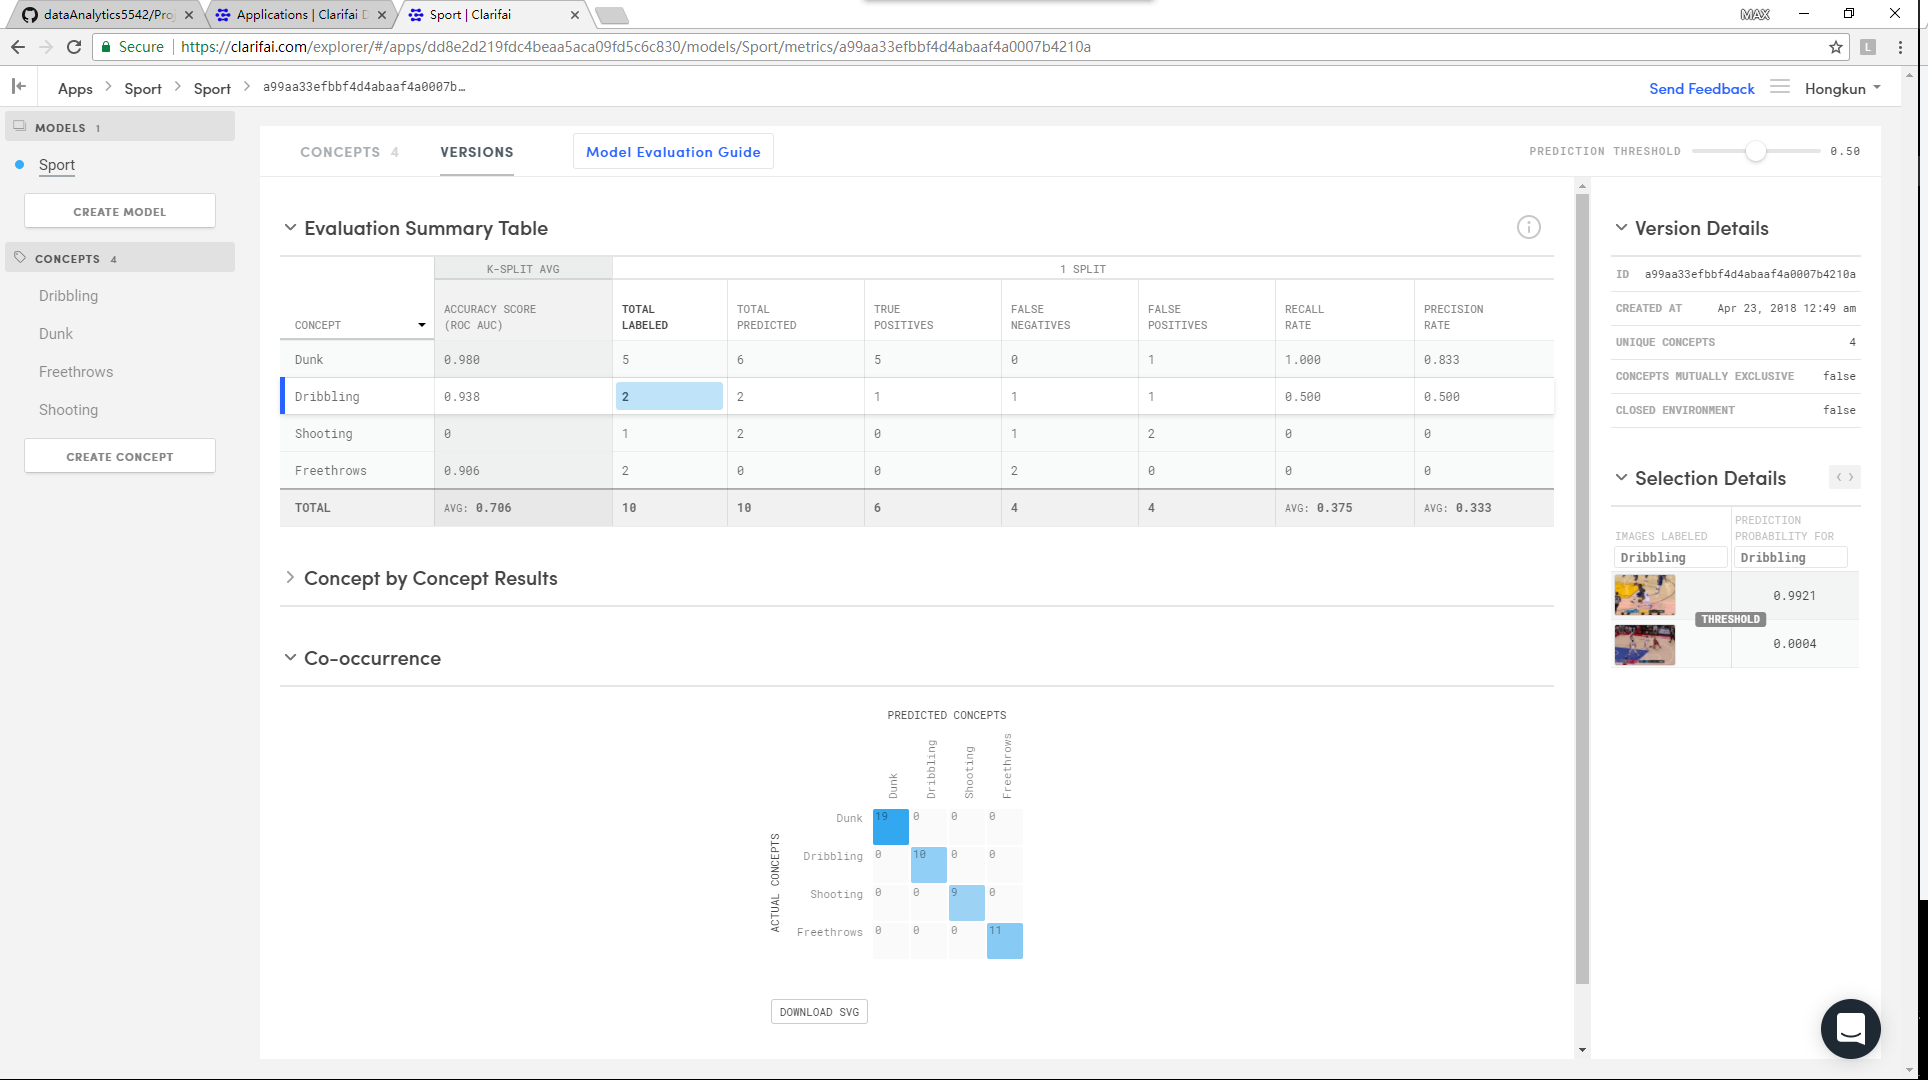 dataAnalytics5542/Proj
Applications | Clarifai D
Sport | Clarifai
MAX
Secure
https://clarifai.com/explorer/#/apps/dd8e2d219fdc4beaa5aca09fd5c6c830/models/Sport/metrics/a99aa33efbbf4d4abaaf4a0007b4210a
L
Apps
Sport
Sport
a99aa33efbbf4d4abaaf4a0007b…
Send Feedback
Hongkun
MODELS 1
Sport
CREATE MODEL
CONCEPTS 4
Dribbling
Dunk
Freethrows
Shooting
CREATE CONCEPT
CONCEPTS 4
VERSIONS
Model Evaluation Guide
PREDICTION THRESHOLD 0.50
Evaluation Summary Table
K-SPLIT AVG
1 SPLIT
CONCEPT
ACCURACY SCORE
(ROC AUC)
TOTAL
LABELED
TOTAL
PREDICTED
TRUE
POSITIVES
FALSE
NEGATIVES
FALSE
POSITIVES
RECALL
RATE
PRECISION
RATE
Dunk 0.980 5 6 5 0 1 1.000 0.833
Dribbling 0.938 2 2 1 1 1 0.500 0.500
Shooting 0 1 2 0 1 2 0 0
Freethrows 0.906 2 0 0 2 0 0 0
TOTAL AVG: 0.706 10 10 6 4 4 AVG: 0.375 AVG: 0.333
Concept by Concept Results
Co-occurrence
PREDICTED CONCEPTS
Dunk
Dribbling
Shooting
Freethrows
ACTUAL CONCEPTS
Dunk 19 0 0 0
Dribbling 0 10 0 0
Shooting 0 0 9 0
Freethrows 0 0 0 11
DOWNLOAD SVG
Version Details
ID a99aa33efbbf4d4abaaf4a0007b4210a
CREATED AT Apr 23, 2018 12:49 am
UNIQUE CONCEPTS 4
CONCEPTS MUTUALLY EXCLUSIVE false
CLOSED ENVIRONMENT false
Selection Details
IMAGES LABELED
Dribbling
PREDICTION
PROBABILITY FOR
Dribbling
0.9921
THRESHOLD
0.0004